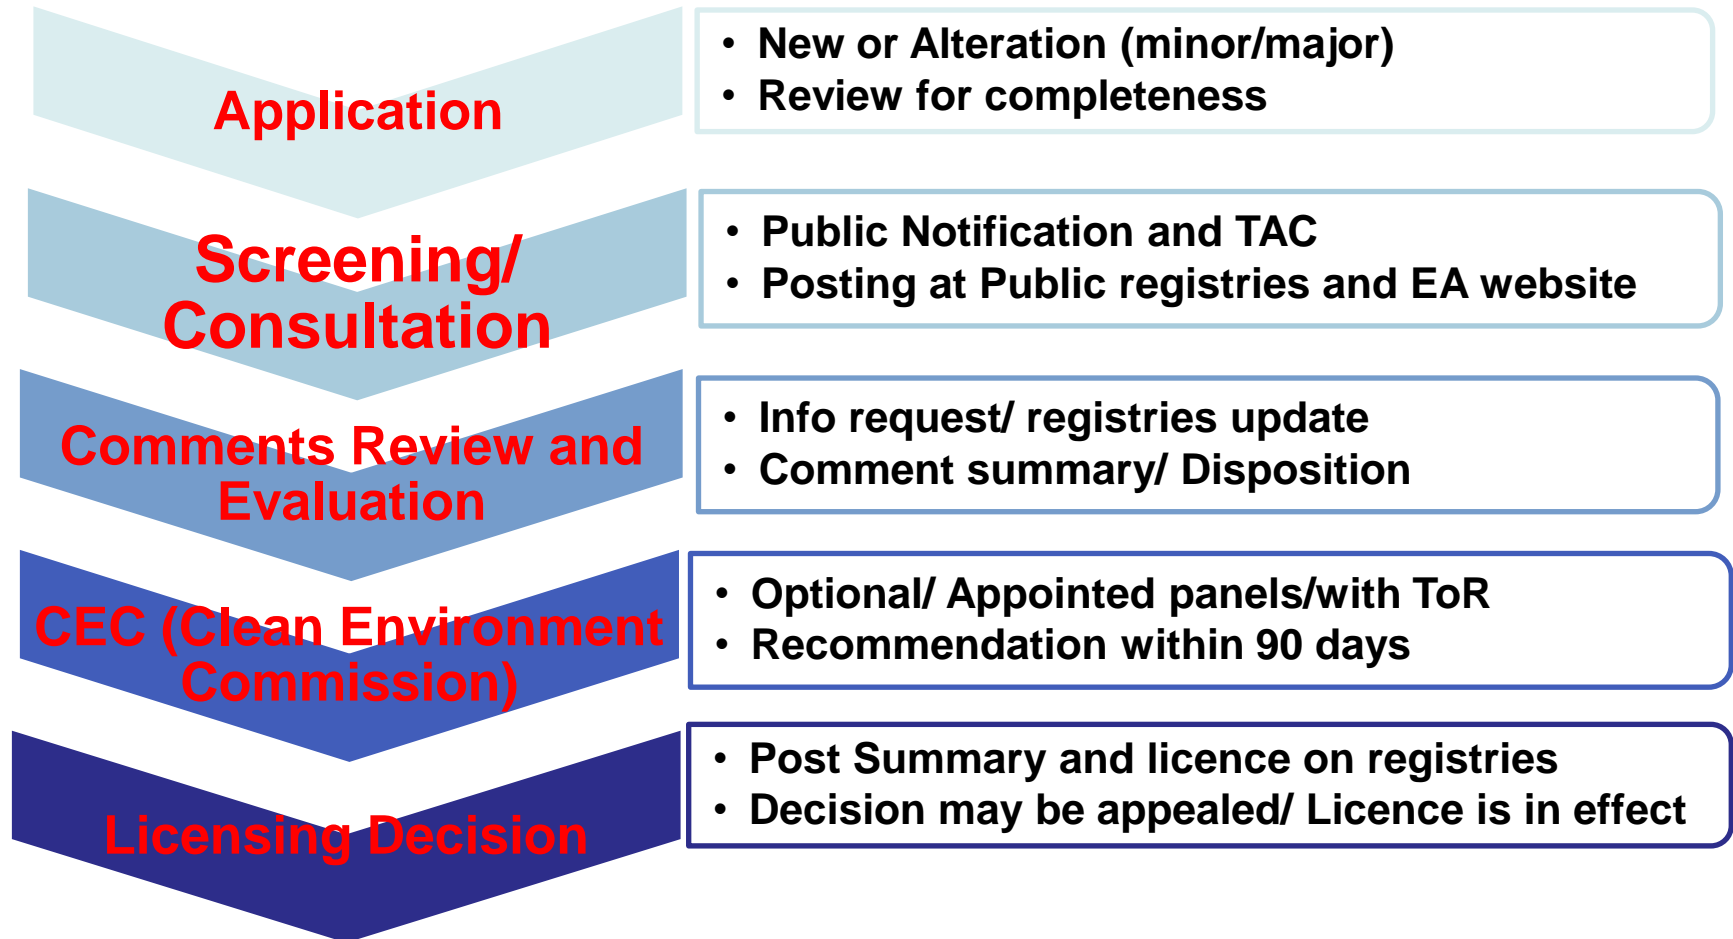 Application
• New or Alteration (minor/major)
• Review for completeness
Screening/
Consultation
• Public Notification and TAC
• Posting at Public registries and EA website
Comments Review and
Evaluation
• Info request/ registries update
• Comment summary/ Disposition
CEC (Clean Environment
Commission)
• Optional/ Appointed panels/with ToR
• Recommendation within 90 days
Licensing Decision
• Post Summary and licence on registries
• Decision may be appealed/ Licence is in effect